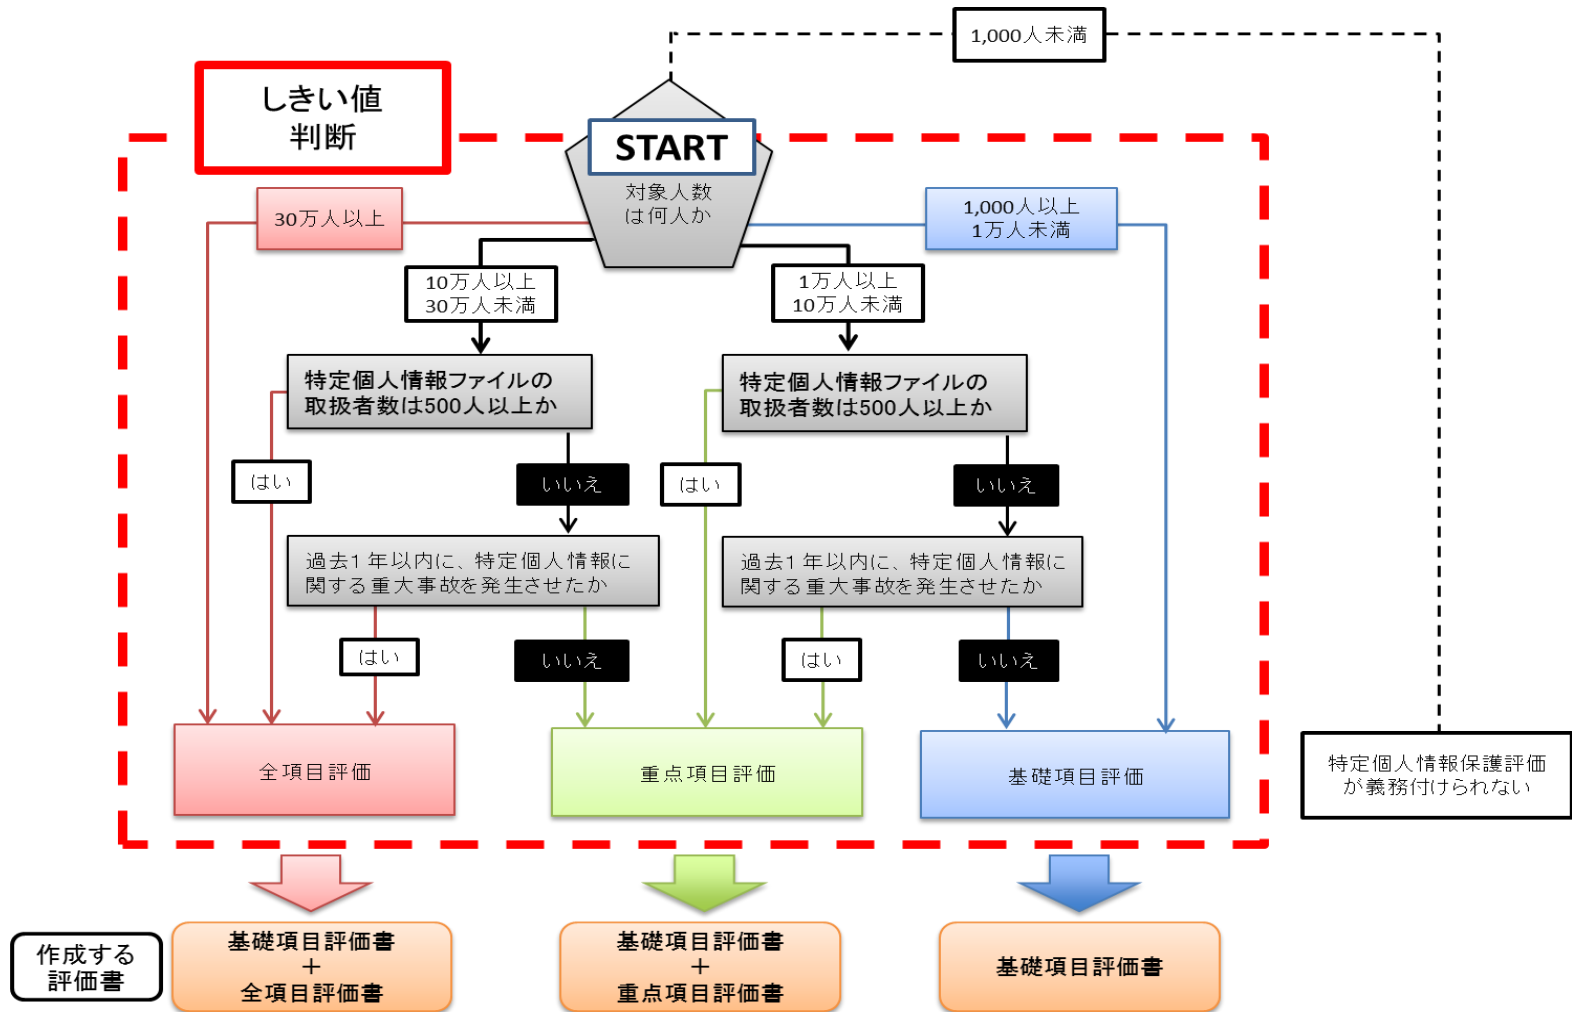 1,000人未満
しきい値
判断
START
対象人数
は何人か
30万人以上
1,000人以上
1万人未満
10万人以上
30万人未満
1万人以上
10万人未満
特定個人情報ファイルの
取扱者数は500人以上か
特定個人情報ファイルの
取扱者数は500人以上か
はい
いいえ
はい
いいえ
過去1年以内に、特定個人情報に
関する重大事故を発生させたか
過去1年以内に、特定個人情報に
関する重大事故を発生させたか
はい
いいえ
はい
いいえ
全項目評価
重点項目評価
基礎項目評価
特定個人情報保護評価
が義務付けられない
作成する
評価書
基礎項目評価書
+
全項目評価書
基礎項目評価書
+
重点項目評価書
基礎項目評価書